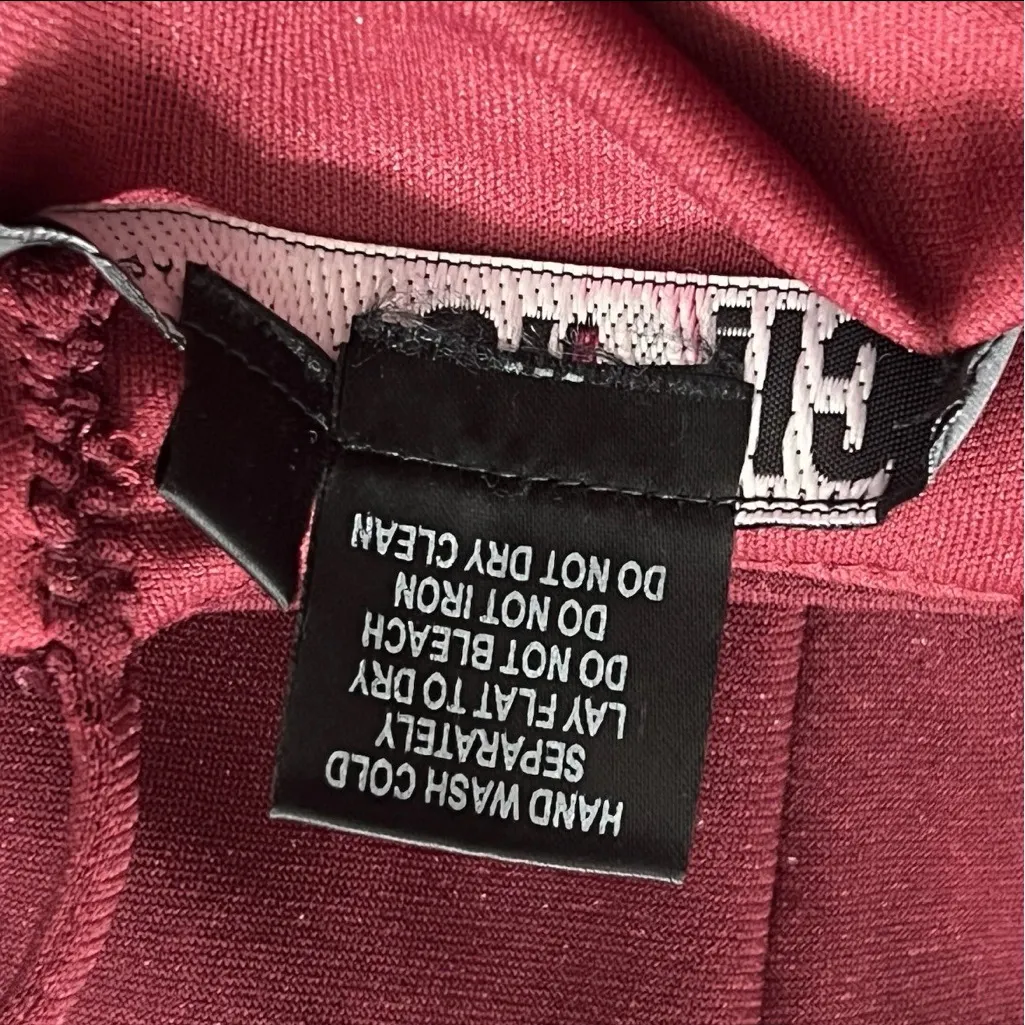 HAND WASH COLD
SEPARATELY
LAY FLAT TO DRY
DO NOT BLEACH
DO NOT IRON
DO NOT DRY CLEAN